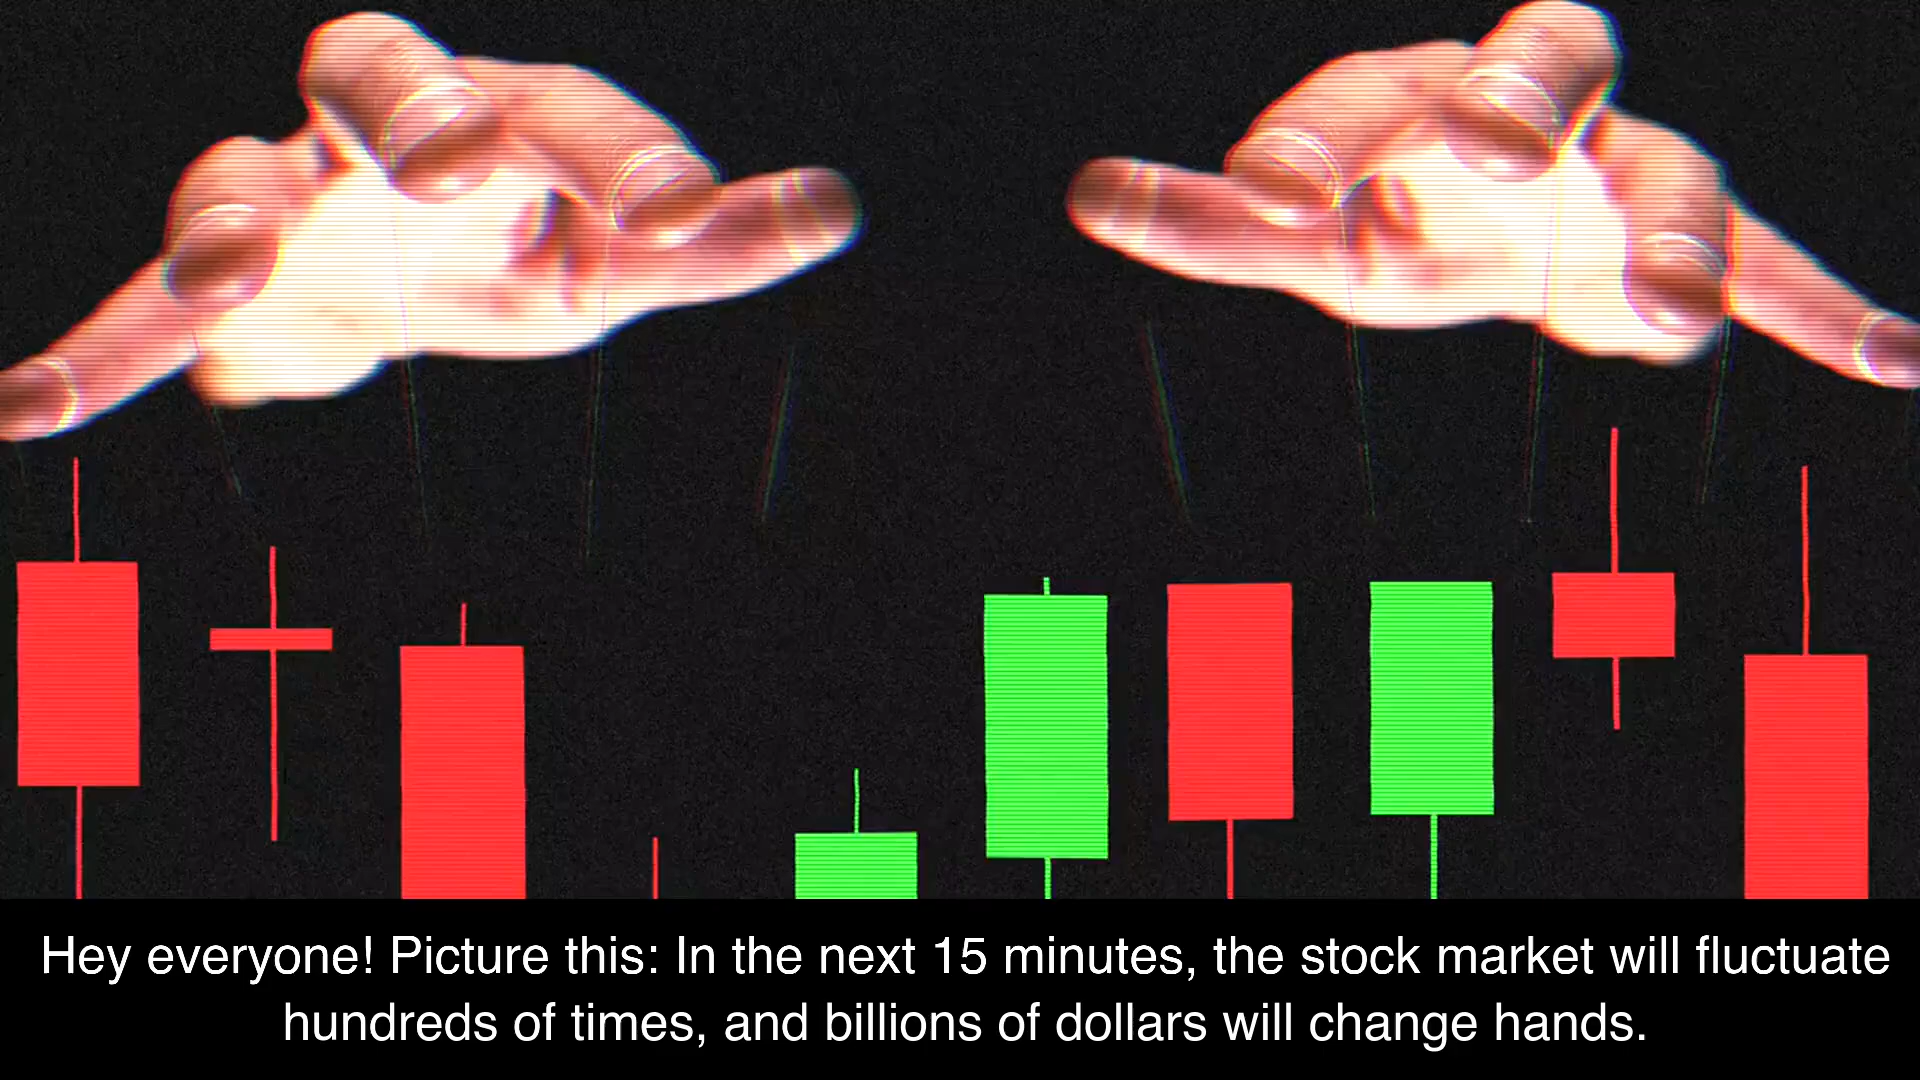 Hey everyone! Picture this: In the next 15 minutes, the stock market will fluctuate
hundreds of times, and billions of dollars will change hands.